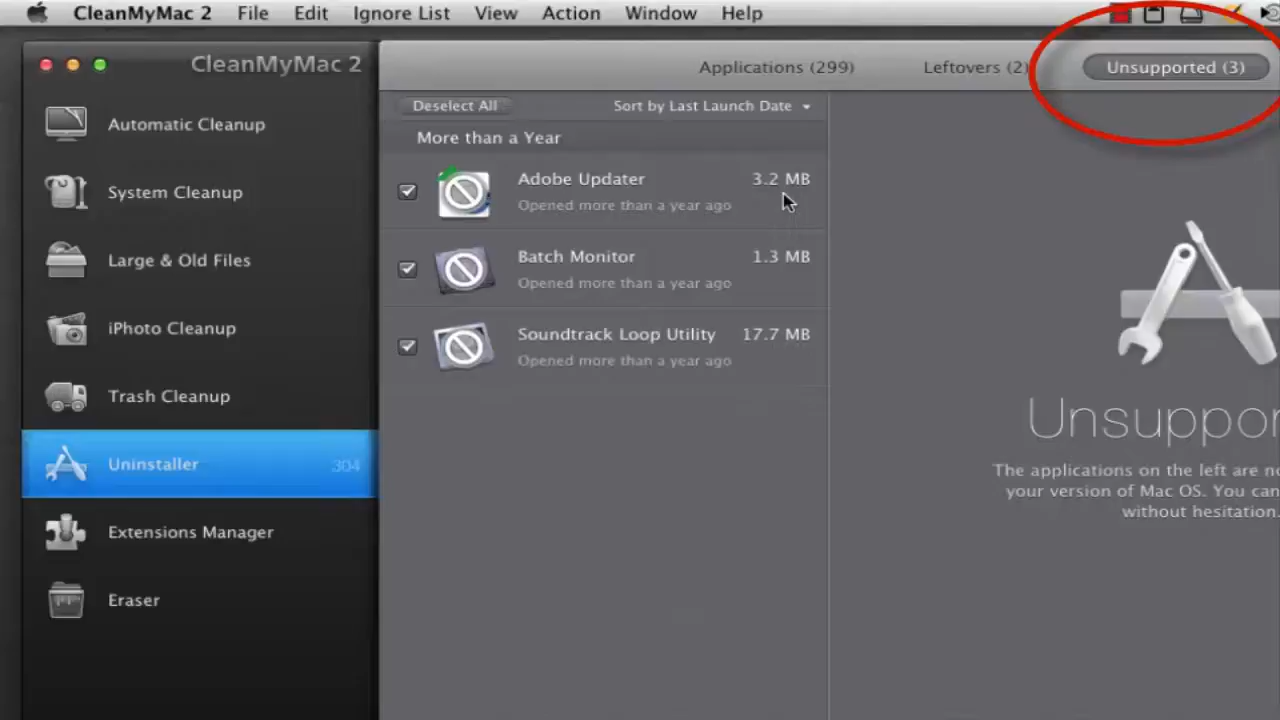 CleanMyMac 2 File Edit Ignore List View Action Window Help
CleanMyMac 2
Automatic Cleanup
System Cleanup
Large & Old Files
iPhoto Cleanup
Trash Cleanup
Uninstaller 304
Extensions Manager
Eraser
Applications (299) Leftovers (2) Unsupported (3)
Deselect All Sort by Last Launch Date
More than a Year
Adobe Updater 3.2 MB
Opened more than a year ago
Batch Monitor 1.3 MB
Opened more than a year ago
Soundtrack Loop Utility 17.7 MB
Opened more than a year ago
Unsuppor
The applications on the left are no
your version of Mac OS. You can
without hesitation.